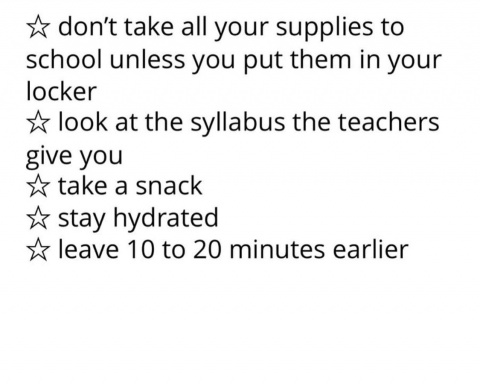 ☆ don’t take all your supplies to
school unless you put them in your
locker
☆ look at the syllabus the teachers
give you
☆ take a snack
☆ stay hydrated
☆ leave 10 to 20 minutes earlier